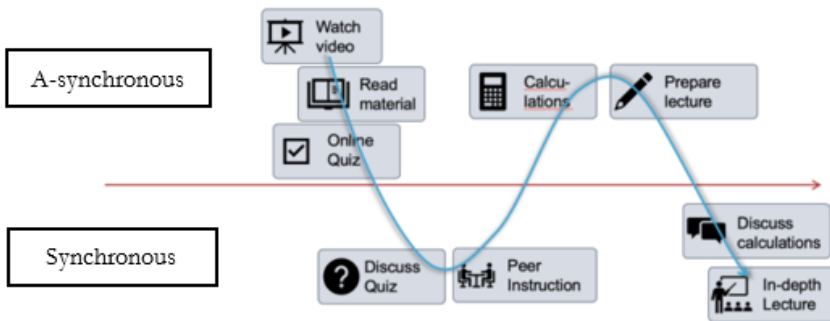 Watch
video
A-synchronous
Read
material
Calcu-
lations
Prepare
lecture
Online
Quiz
Synchronous
Discuss
Quiz
Peer
Instruction
Discuss
calculations
In-depth
Lecture